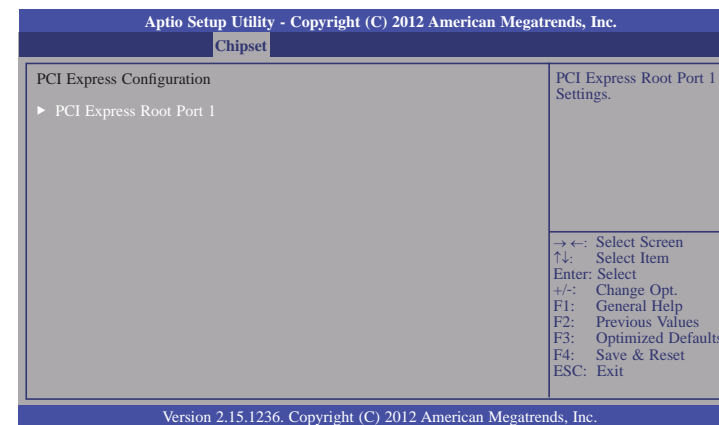 Aptio Setup Utility - Copyright (C) 2012 American Megatrends, Inc.
Chipset
PCI Express Configuration
► PCI Express Root Port 1
PCI Express Root Port 1
Settings.
→←: Select Screen
↑↓: Select Item
Enter: Select
+/-: Change Opt.
F1: General Help
F2: Previous Values
F3: Optimized Defaults
F4: Save & Reset
ESC: Exit
Version 2.15.1236. Copyright (C) 2012 American Megatrends, Inc.